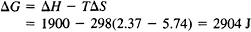 ΔG = ΔH − TΔS
= 1900 − 298(2.37 − 5.74) = 2904 J